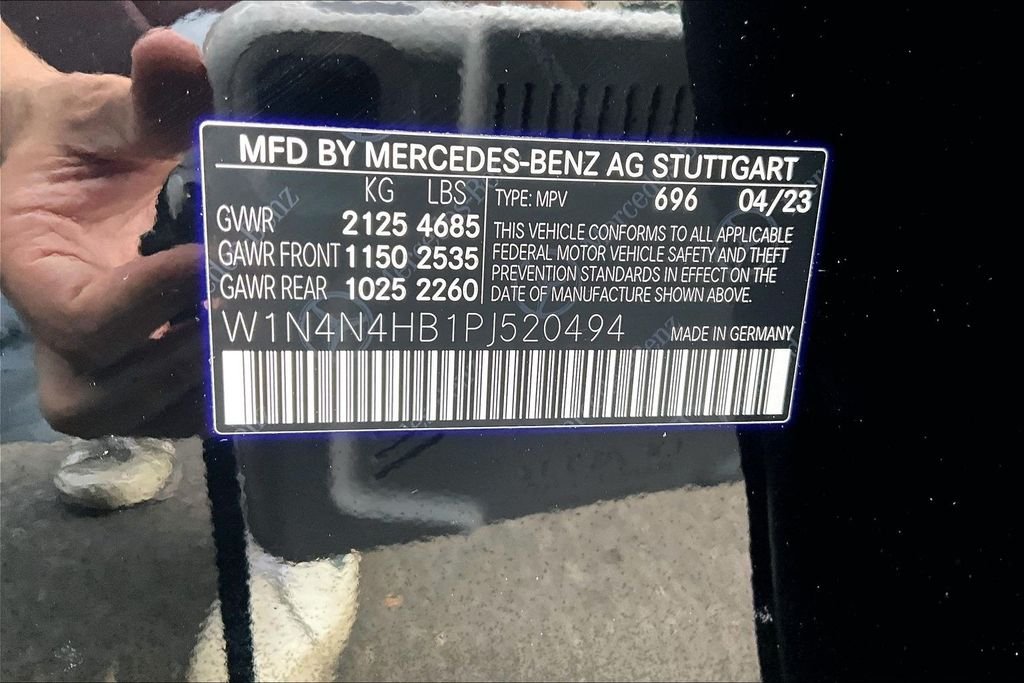 MFD BY MERCEDES-BENZ AG STUTTGART
KG LBS
GVWR 2125 4685
GAWR FRONT 1150 2535
GAWR REAR 1025 2260
TYPE: MPV 696 04/23
THIS VEHICLE CONFORMS TO ALL APPLICABLE
FEDERAL MOTOR VEHICLE SAFETY AND THEFT
PREVENTION STANDARDS IN EFFECT ON THE
DATE OF MANUFACTURE SHOWN ABOVE.
W1N4N4HB1PJ520494
MADE IN GERMANY